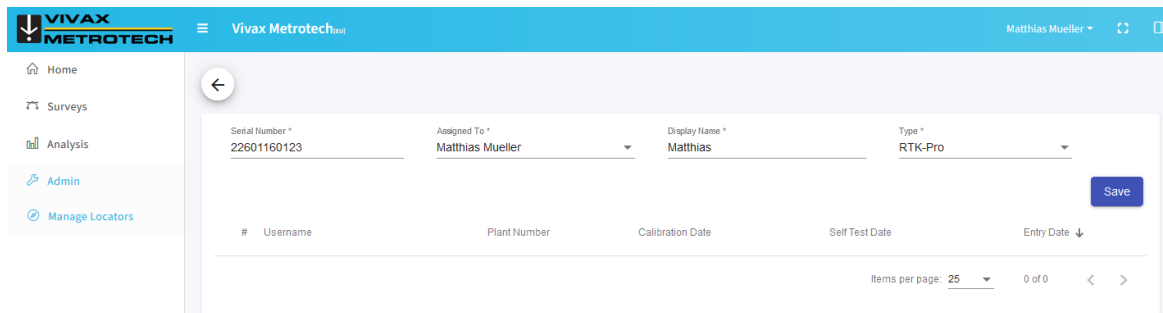 VIVAX
METROTECH
Vivax Metrotech(EU)
Matthias Mueller
Home
Surveys
Analysis
Admin
Manage Locators
Serial Number * Assigned To * Display Name * Type *
22601160123 Matthias Mueller Matthias RTK-Pro
Save
# Username Plant Number Calibration Date Self Test Date Entry Date
Items per page: 25 0 of 0